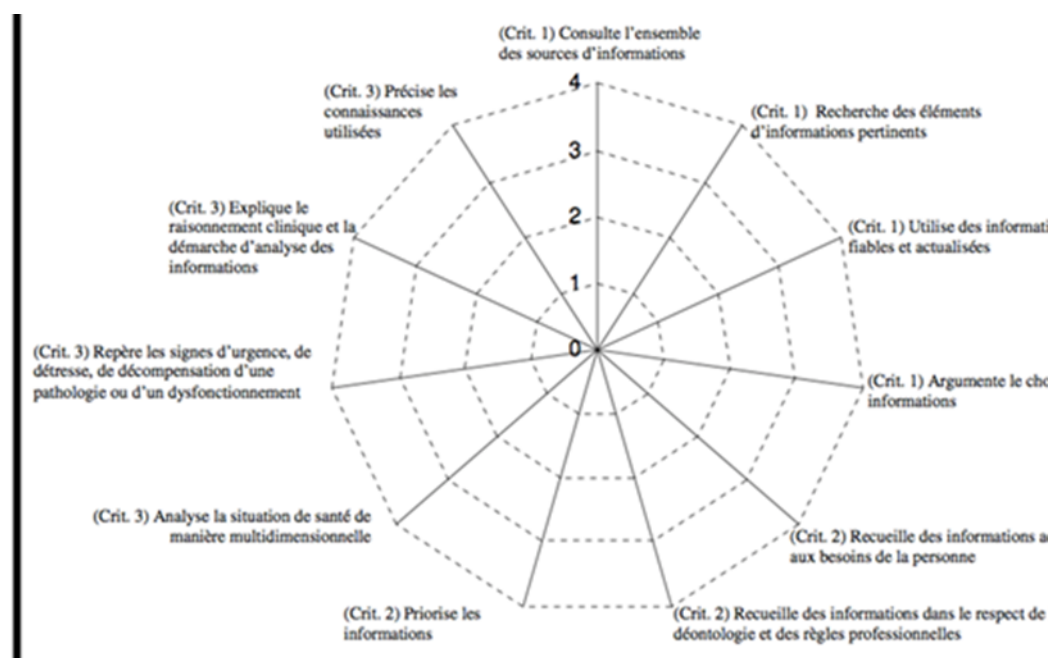 (Crit. 1) Consulte l'ensemble
des sources d'informations
4
(Crit. 3) Précise les
connaissances
utilisées
(Crit. 1) Recherche des éléments
d'informations pertinents
3
(Crit. 3) Explique le
raisonnement clinique et la
démarche d'analyse des
informations
2
(Crit. 1) Utilise des informati
fiables et actualisées
1
0
(Crit. 3) Repère les signes d'urgence, de
détresse, de décompensation d'une
pathologie ou d'un dysfonctionnement
(Crit. 1) Argumente le cho
informations
(Crit. 3) Analyse la situation de santé de
manière multidimensionnelle
(Crit. 2) Recueille des informations a
aux besoins de la personne
(Crit. 2) Priorise les
informations
(Crit. 2) Recueille des informations dans le respect de
déontologie et des règles professionnelles